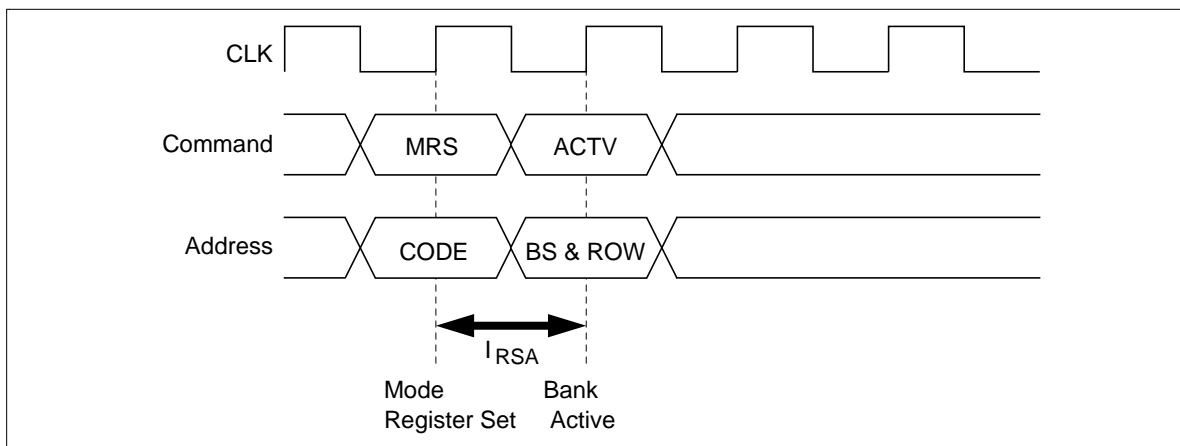 CLK
Command
MRS
ACTV
Address
CODE
BS & ROW
I RSA
Mode
Register Set
Bank
Active